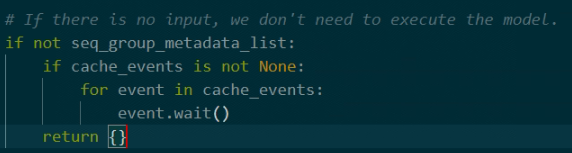 # If there is no input, we don't need to execute the model.
if not seq_group_metadata_list:
    if cache_events is not None:
        for event in cache_events:
            event.wait()
    return {}